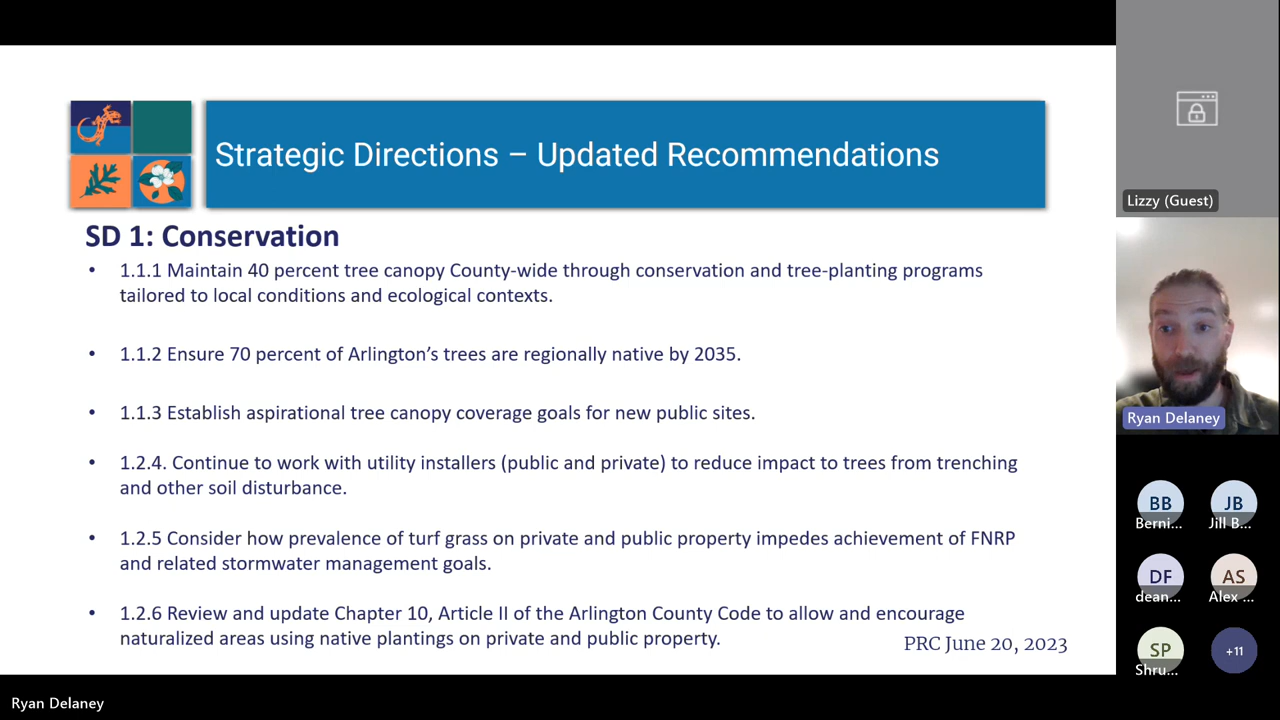 Strategic Directions – Updated Recommendations
SD 1: Conservation
• 1.1.1 Maintain 40 percent tree canopy County-wide through conservation and tree-planting programs
tailored to local conditions and ecological contexts.
• 1.1.2 Ensure 70 percent of Arlington's trees are regionally native by 2035.
• 1.1.3 Establish aspirational tree canopy coverage goals for new public sites.
• 1.2.4. Continue to work with utility installers (public and private) to reduce impact to trees from trenching
and other soil disturbance.
• 1.2.5 Consider how prevalence of turf grass on private and public property impedes achievement of FNRP
and related stormwater management goals.
• 1.2.6 Review and update Chapter 10, Article II of the Arlington County Code to allow and encourage
naturalized areas using native plantings on private and public property.
PRC June 20, 2023
Lizzy (Guest)
Ryan Delaney
BB
Berni...
JB
Jill B...
DF
dean...
AS
Alex ...
SP
Shru...
+11
Ryan Delaney